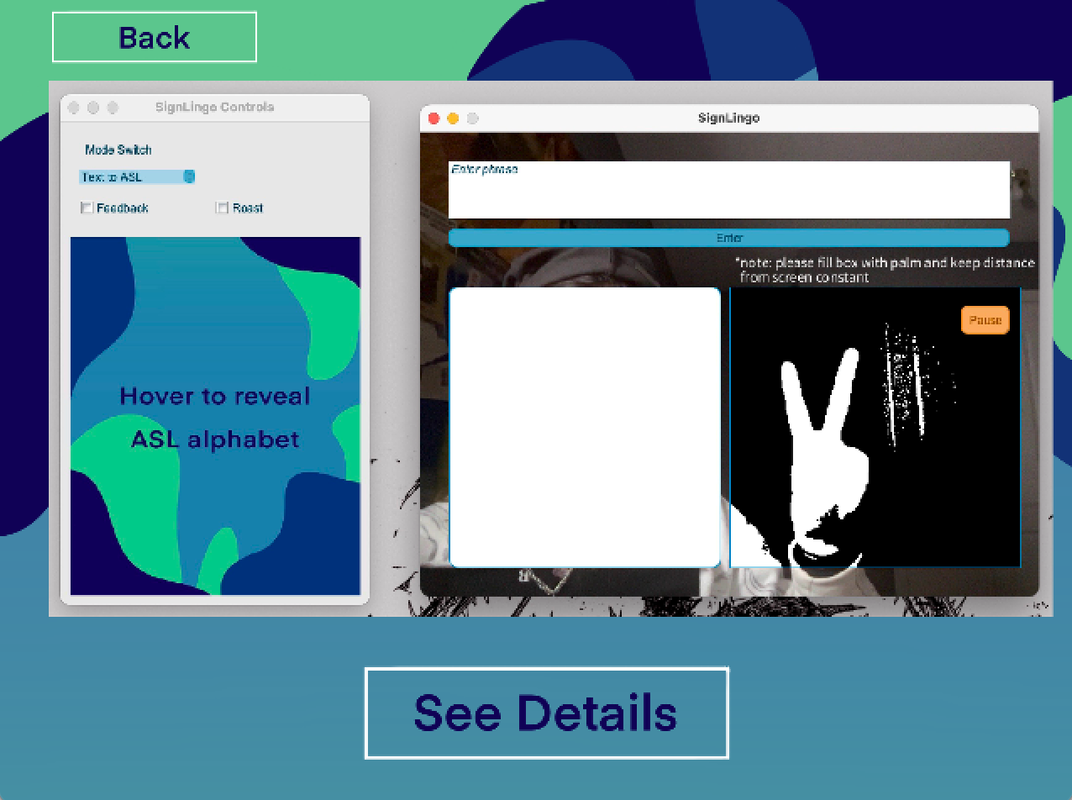 Back
SignLingo Controls
Mode Switch
Text to ASL
Feedback
Roast
Hover to reveal
ASL alphabet
SignLingo
Enter phrase
Enter
*note: please fill box with palm and keep distance
from screen constant
Pause
See Details